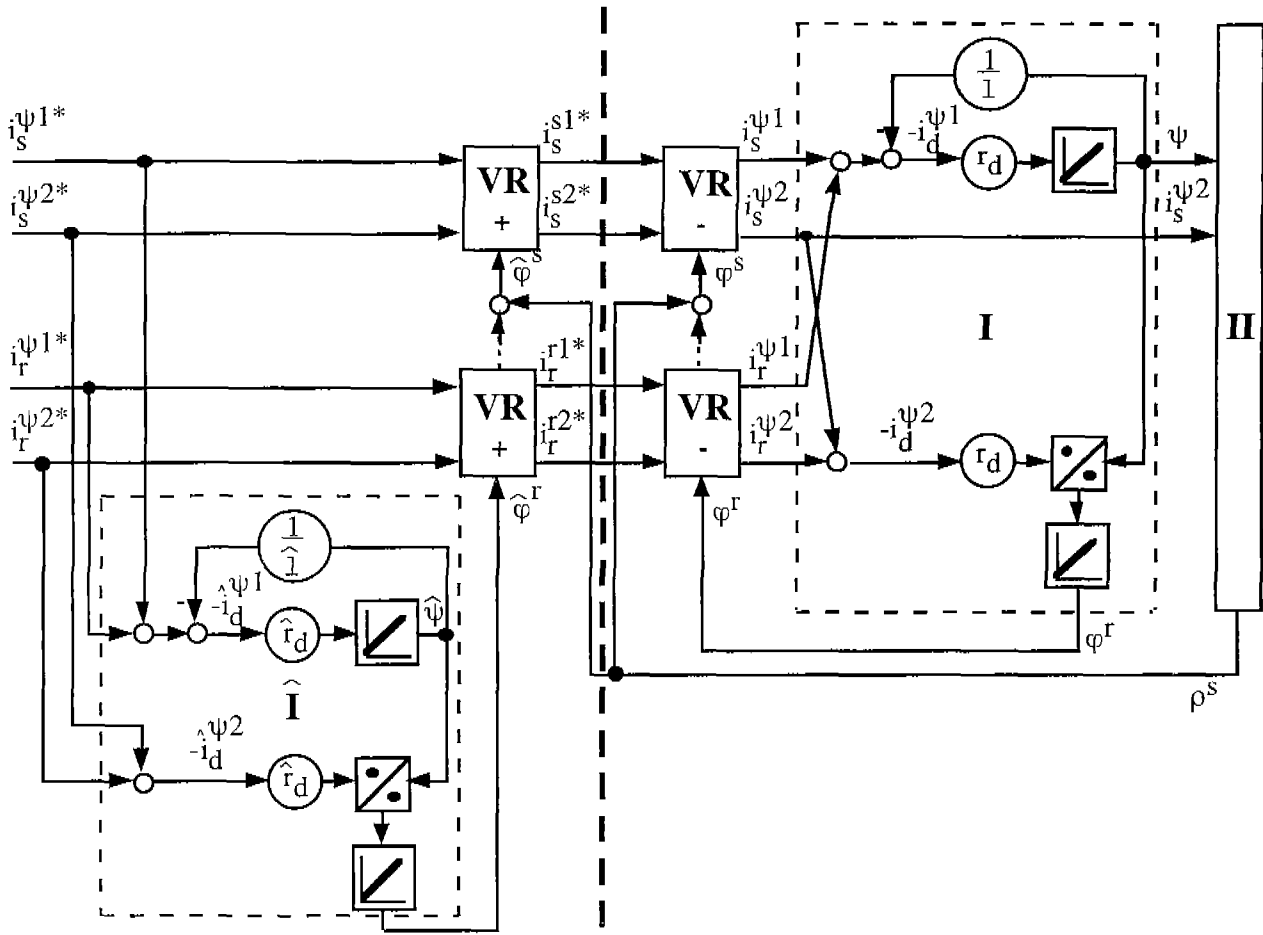 i_s^ψ1*
i_s^ψ2*
i_r^ψ1*
i_r^ψ2*
VR
+
i_s^s1*
i_s^s2*
φ̂^s
VR
+
i_r^r1*
i_r^r2*
φ̂^r
VR
-
i_s^ψ1
i_s^ψ2
φ^s
VR
-
i_r^ψ1
i_r^ψ2
φ^r
1
l
-
-i_d^ψ1
r_d
ψ
i_s^ψ2
I
II
-i_d^ψ2
r_d
φ^r
ρ^s
1
l̂
-
-î_d^ψ1
r̂_d
ψ̂
Î
-î_d^ψ2
r̂_d